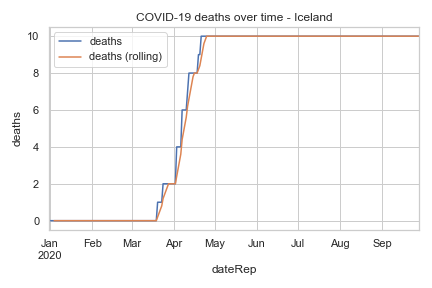 COVID-19 deaths over time - Iceland
deaths
deaths (rolling)
10
8
6
4
2
0
deaths
Jan Feb Mar Apr May Jun Jul Aug Sep
2020
dateRep